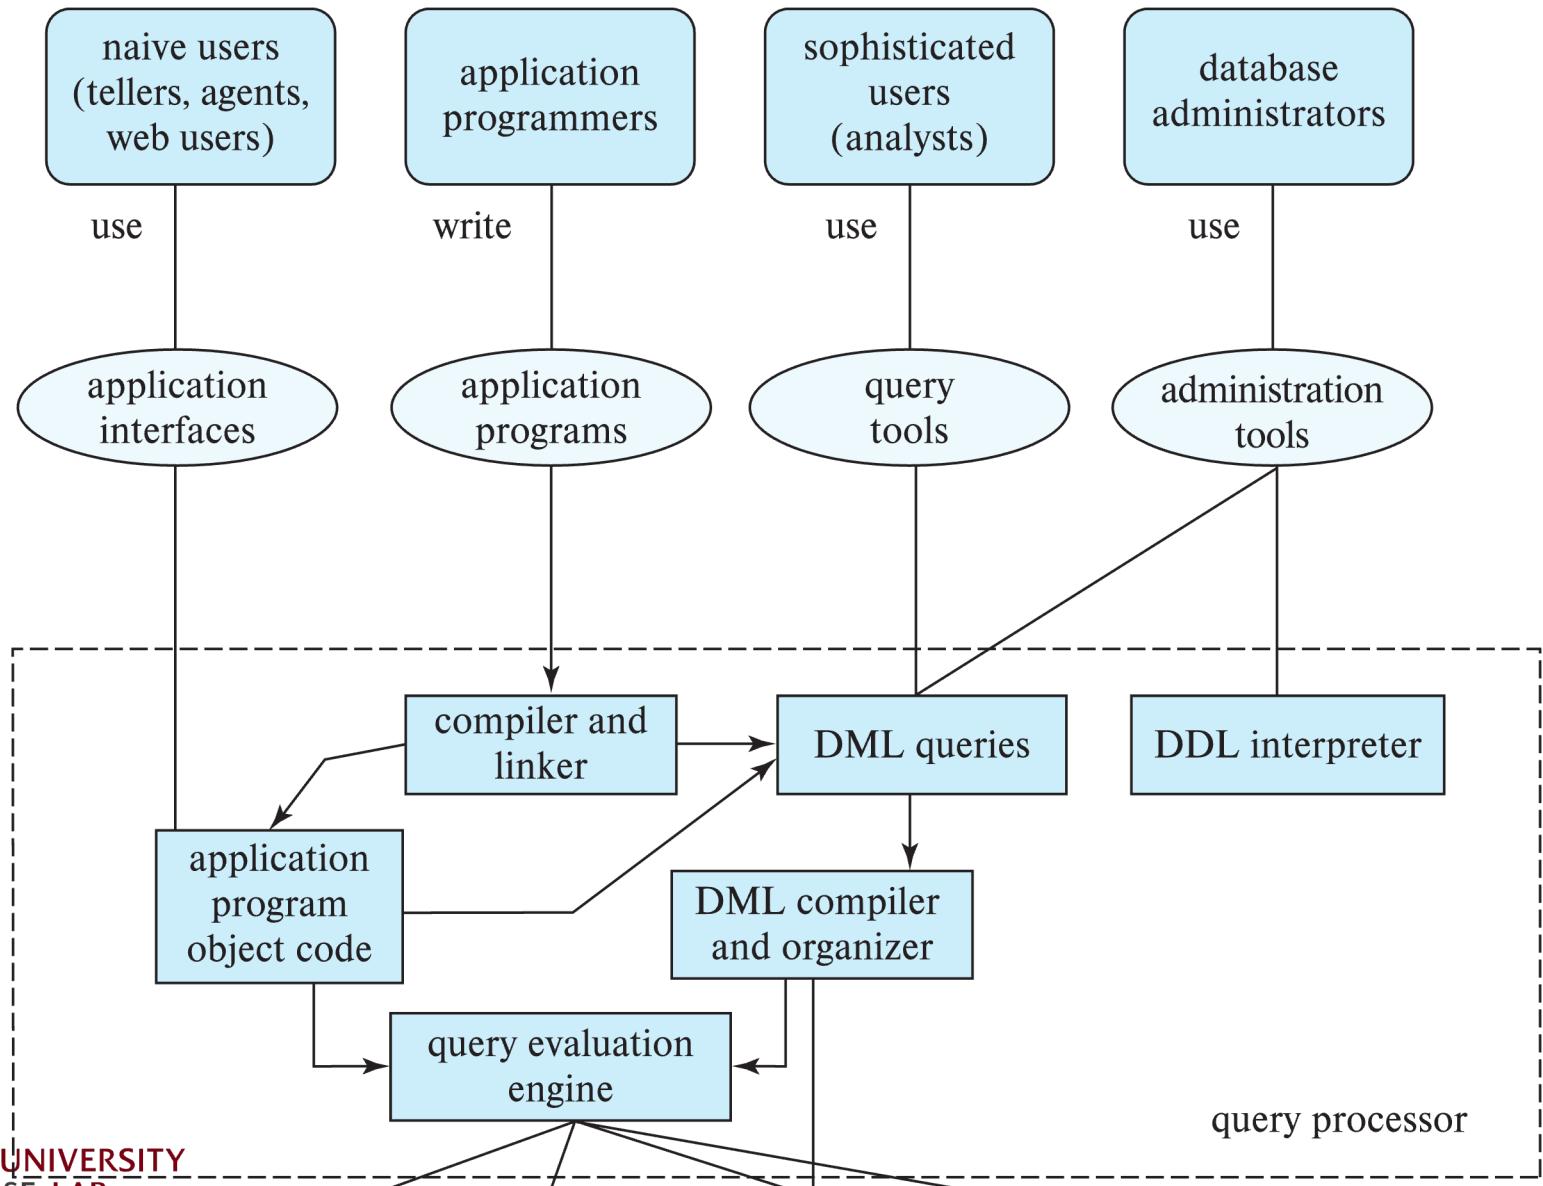 naive users
(tellers, agents,
web users)
application
programmers
sophisticated
users
(analysts)
database
administrators
use
write
use
use
application
interfaces
application
programs
query
tools
administration
tools
compiler and
linker
DML queries
DDL interpreter
application
program
object code
DML compiler
and organizer
query evaluation
engine
query processor
UNIVERSITY